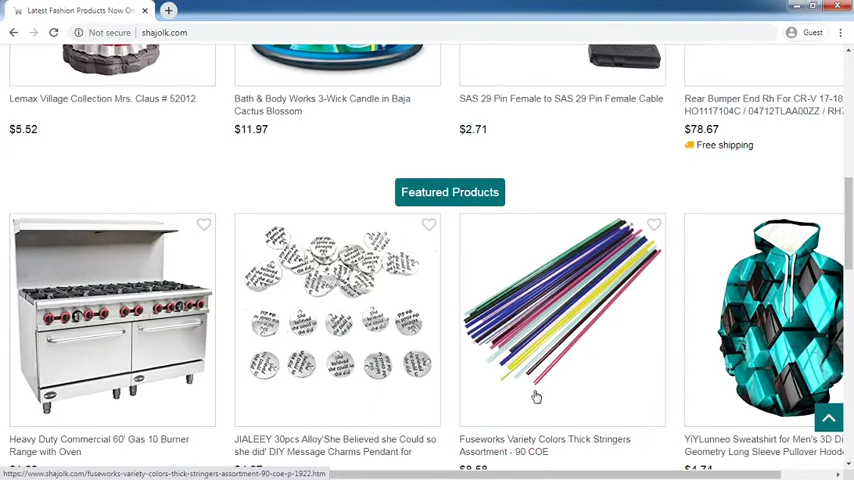 Latest Fashion Products Now On
Not secure
shajolk.com
Guest
Lemax Village Collection Mrs. Claus # 52012
$5.52
Bath & Body Works 3-Wick Candle in Baja
Cactus Blossom
$11.97
SAS 29 Pin Female to SAS 29 Pin Female Cable
$2.71
Rear Bumper End Rh For CR-V 17-18
HO1117104C / 04712TLAA00ZZ / RH7
$78.67
Free shipping
Featured Products
Heavy Duty Commercial 60' Gas 10 Burner
Range with Oven
JIALEEY 30pcs Alloy'She Believed she Could so
she did' DIY Message Charms Pendant for
Fuseworks Variety Colors Thick Stringers
Assortment - 90 COE
$8.58
YiYLunneo Sweatshirt for Men's 3D Di
Geometry Long Sleeve Pullover Hoode
$4.74
https://www.shajolk.com/fuseworks-variety-colors-thick-stringers-assortment-90-coe-p-1922.htm